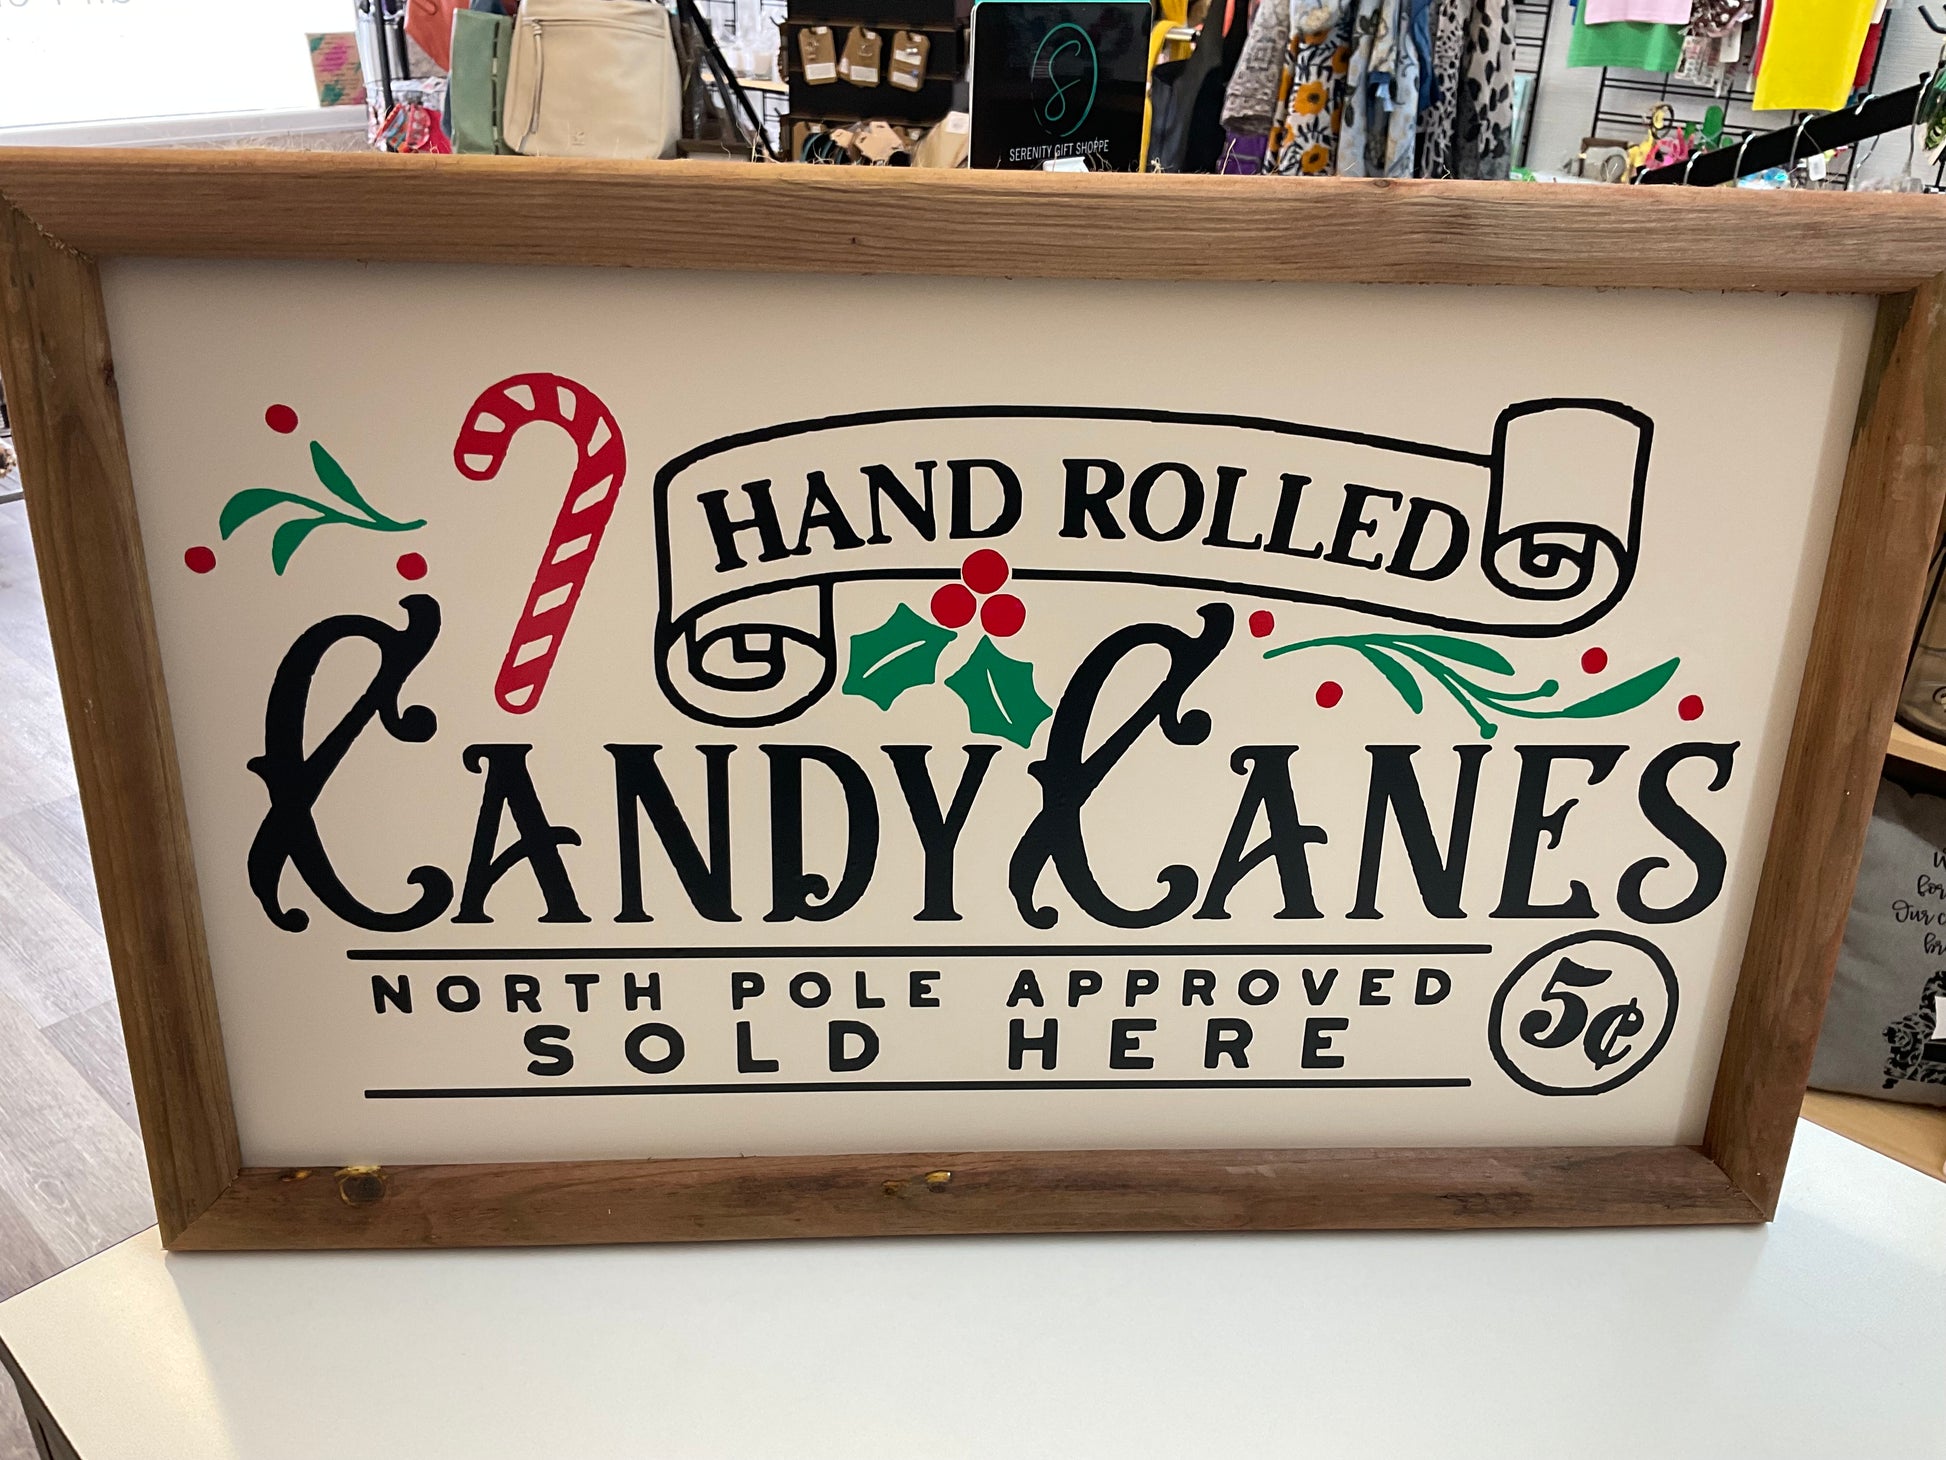 SERENITY GIFT SHOPPE
HAND ROLLED
CANDY CANES
NORTH POLE APPROVED
SOLD HERE
5¢